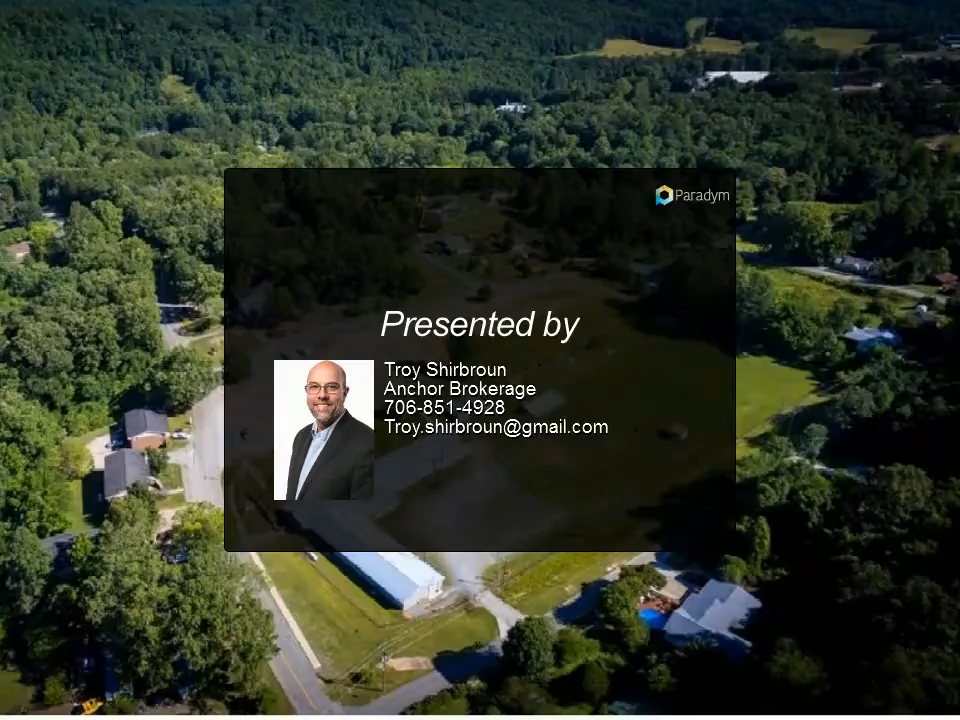 Paradym
Presented by
Troy Shirbroun
Anchor Brokerage
706-851-4928
Troy.shirbroun@gmail.com